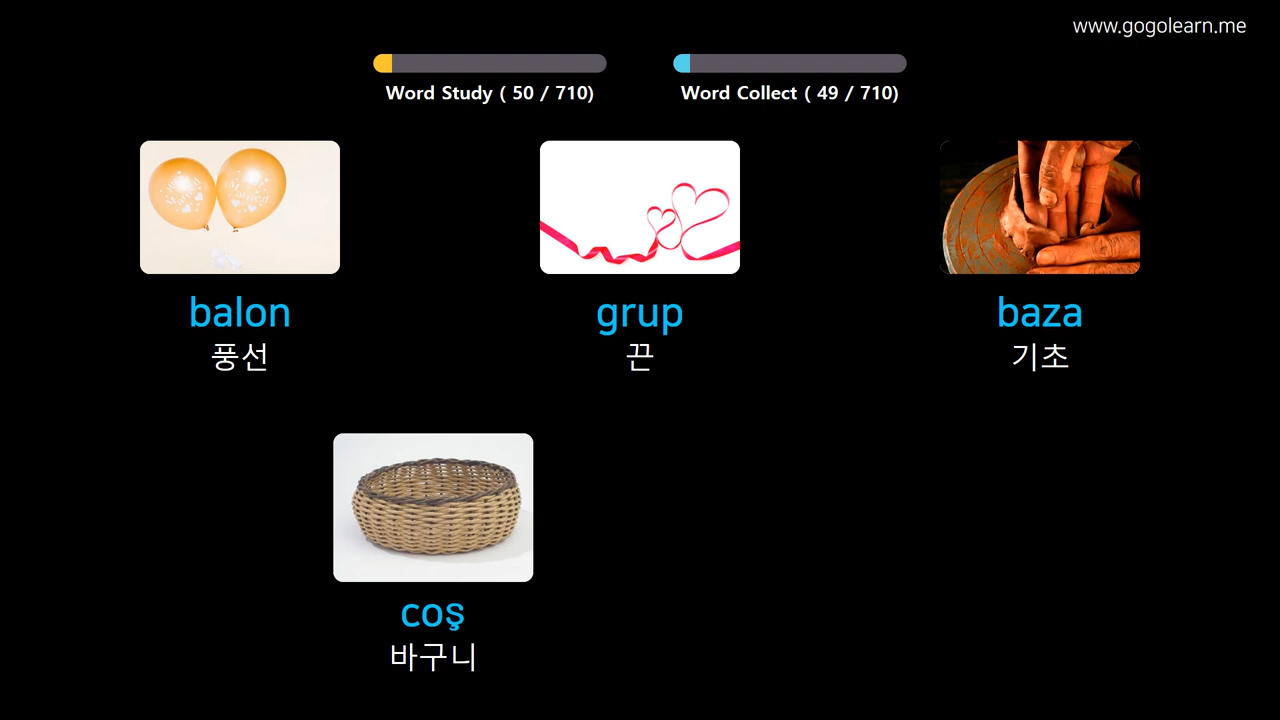 www.gogolearn.me
Word Study ( 50 / 710)
Word Collect ( 49 / 710)
balon
풍선
grup
끈
baza
기초
coş
바구니